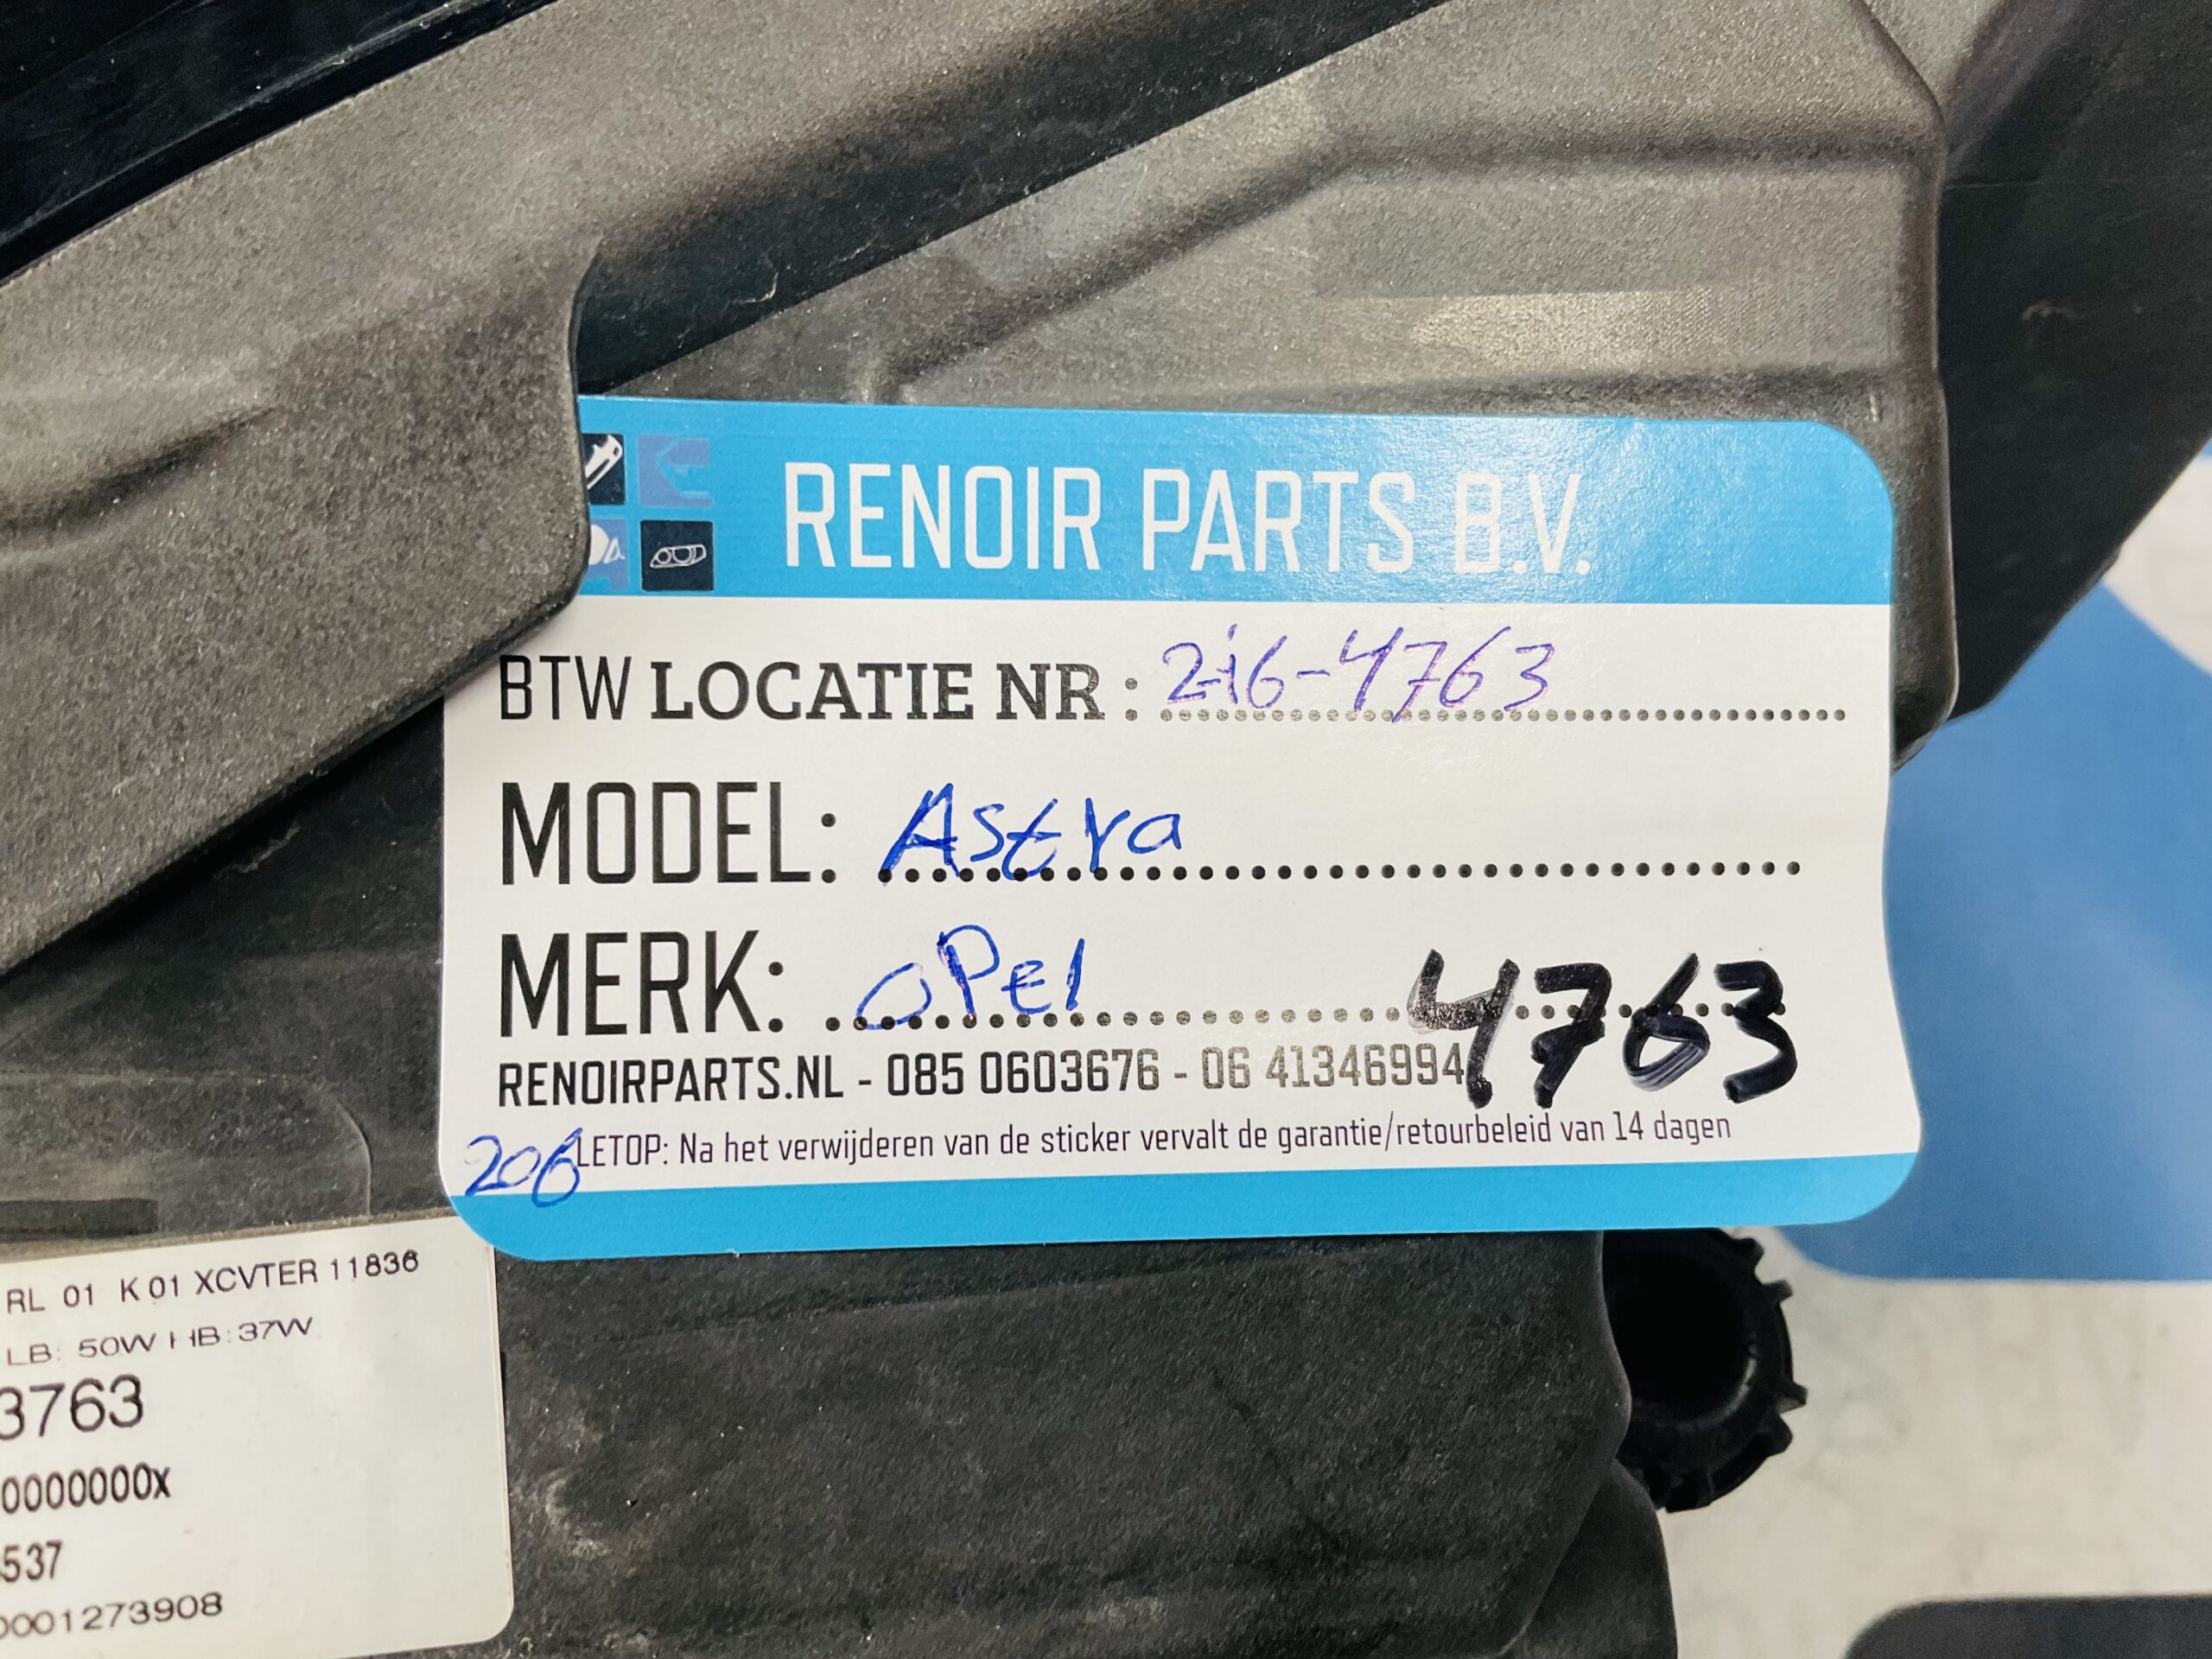 RENOIR PARTS B.V.
BTW LOCATIE NR : 2-i6-4763
MODEL: Astra
MERK: oPel
4763
RENOIRPARTS.NL - 085 0603676 - 06 41346994
206
LETOP: Na het verwijderen van de sticker vervalt de garantie/retourbeleid van 14 dagen
RL 01 K 01 XCVTER 11836
LB: 50W HB:37W
3763
0000000x
537
0001273908